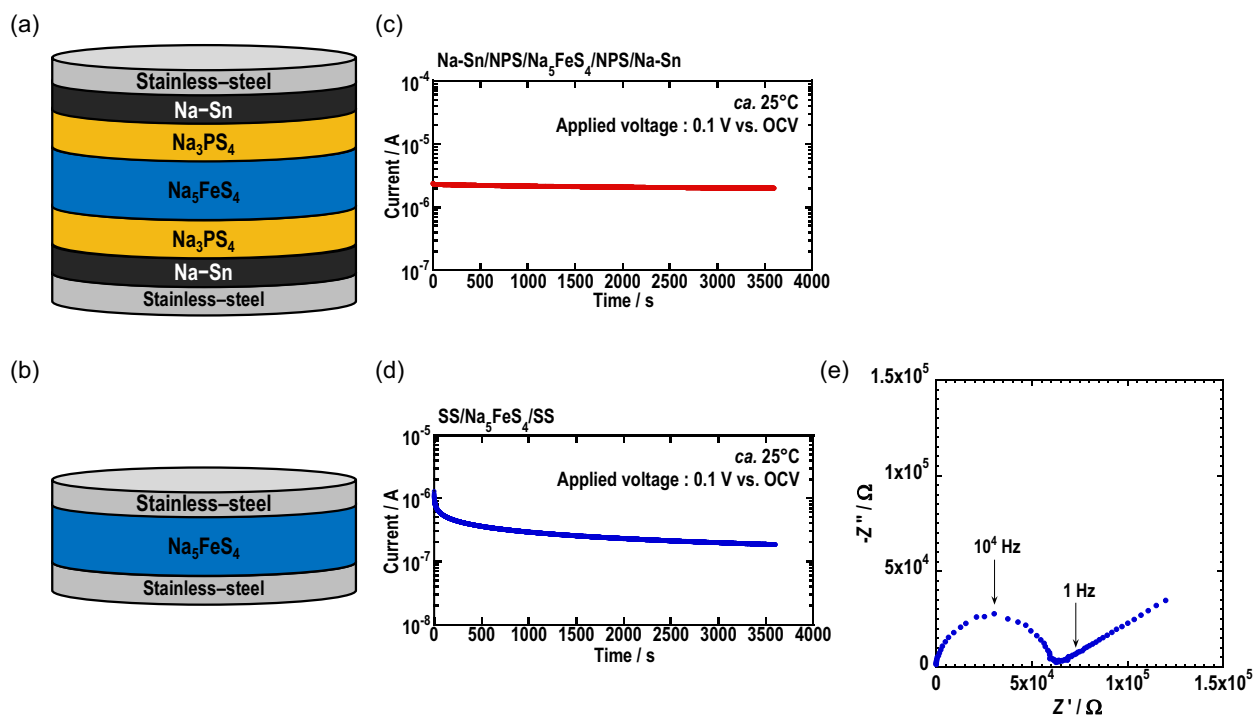 (a)
Stainless–steel
Na−Sn
Na₃PS₄
Na₅FeS₄
Na₃PS₄
Na−Sn
Stainless–steel
(c)
Na-Sn/NPS/Na₅FeS₄/NPS/Na-Sn
ca. 25°C
Applied voltage : 0.1 V vs. OCV
Current / A
10⁻⁴
10⁻⁵
10⁻⁶
10⁻⁷
0 500 1000 1500 2000 2500 3000 3500 4000
Time / s
(b)
Stainless–steel
Na₅FeS₄
Stainless–steel
(d)
SS/Na₅FeS₄/SS
ca. 25°C
Applied voltage : 0.1 V vs. OCV
Current / A
10⁻⁵
10⁻⁶
10⁻⁷
10⁻⁸
0 500 1000 1500 2000 2500 3000 3500 4000
Time / s
(e)
-Z'' / Ω
1.5x10⁵
1x10⁵
5x10⁴
0
10⁴ Hz
1 Hz
0 5x10⁴ 1x10⁵ 1.5x10⁵
Z' / Ω